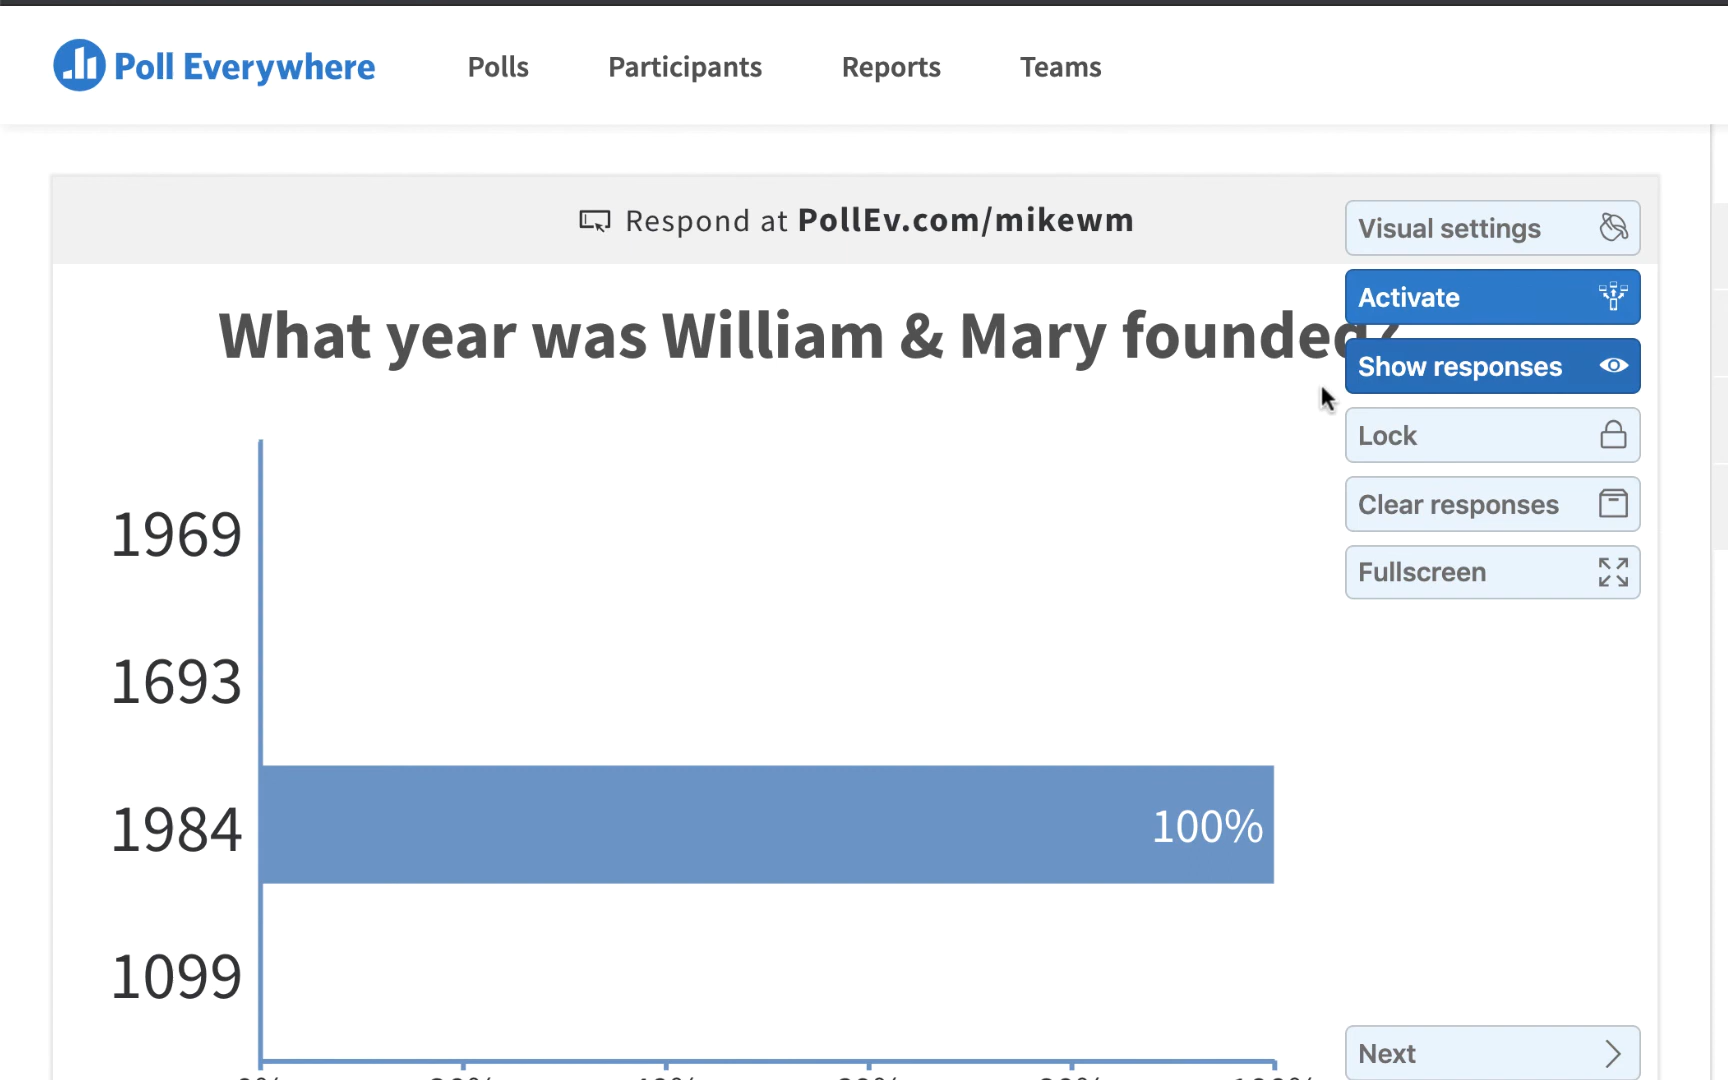 Poll Everywhere Polls Participants Reports Teams
Respond at PollEv.com/mikewm
Visual settings
Activate
What year was William & Mary founded?
Show responses
Lock
Clear responses
Fullscreen
1969
1693
1984 100%
1099
Next